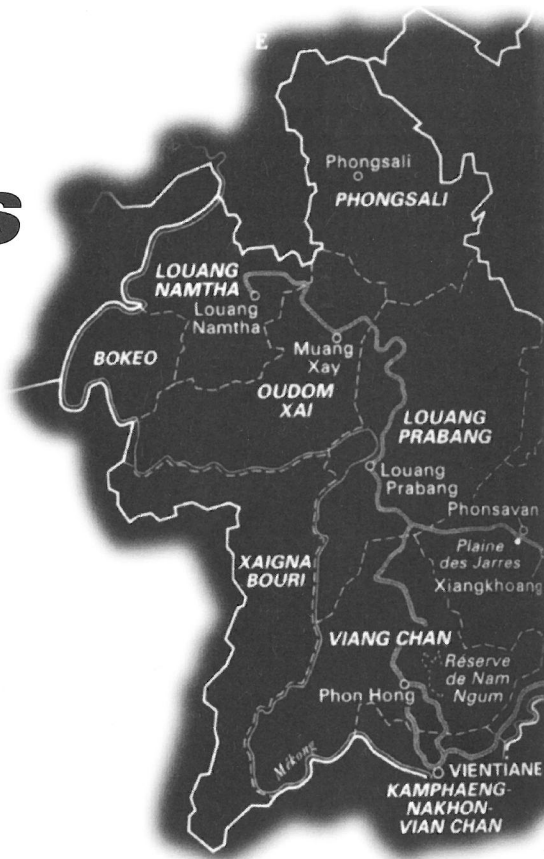 E
s
Phongsali
PHONGSALI
LOUANG
NAMTHA
Louang
Namtha
BOKEO
Muang
Xay
OUDOM
XAI
LOUANG
PRABANG
Louang
Prabang
Phonsavan
Plaine
des Jarres
Xiangkhoang
XAIGNA
BOURI
VIANG CHAN
Réserve
de Nam
Ngum
Phon Hong
Mékong
VIENTIANE
KAMPHAENG-
NAKHON-
VIAN CHAN